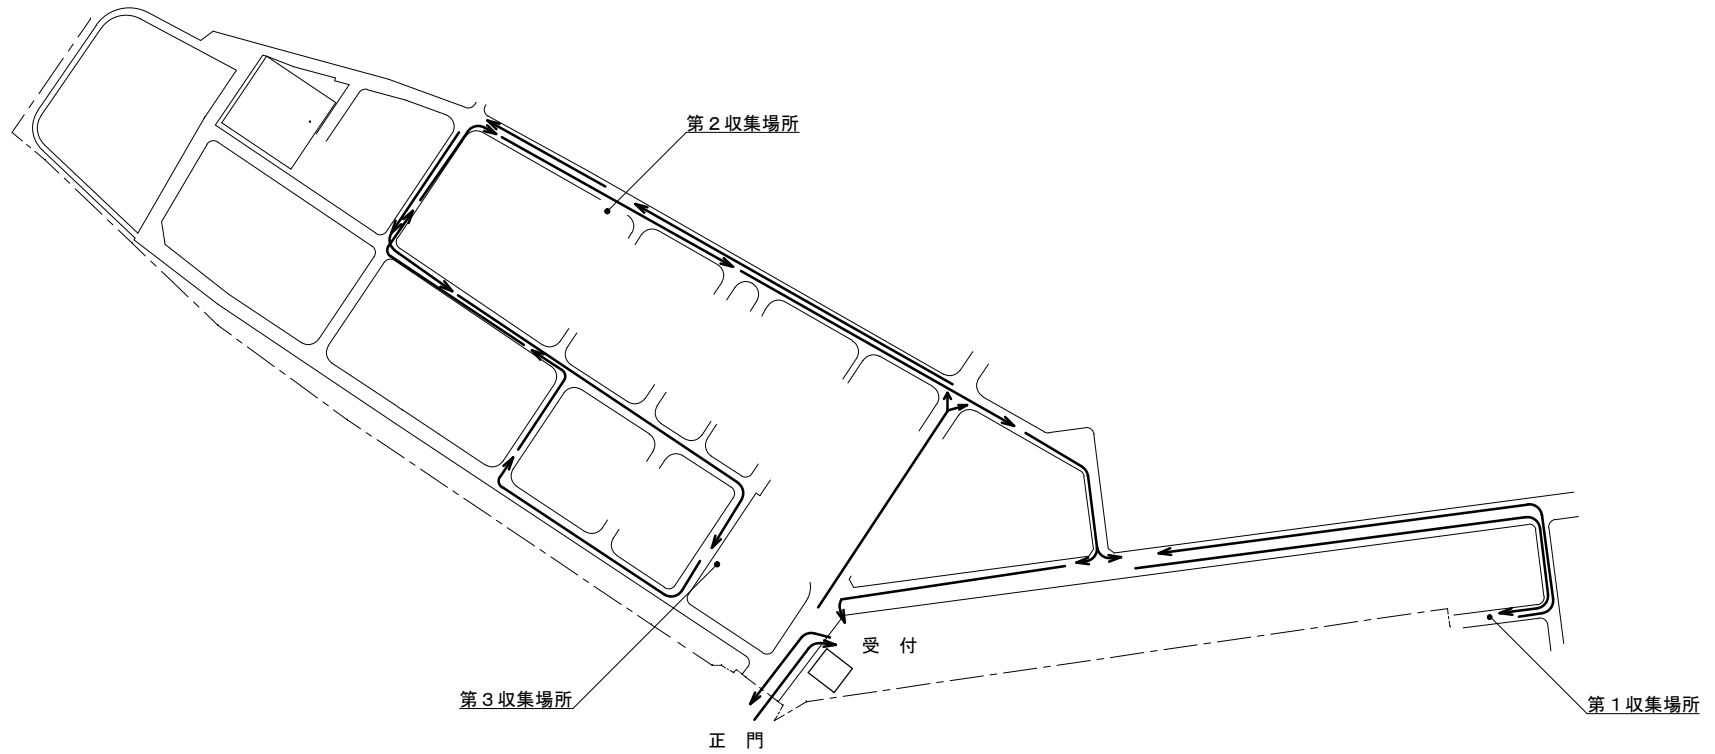 第２収集場所
受　付
第３収集場所
第１収集場所
正　門